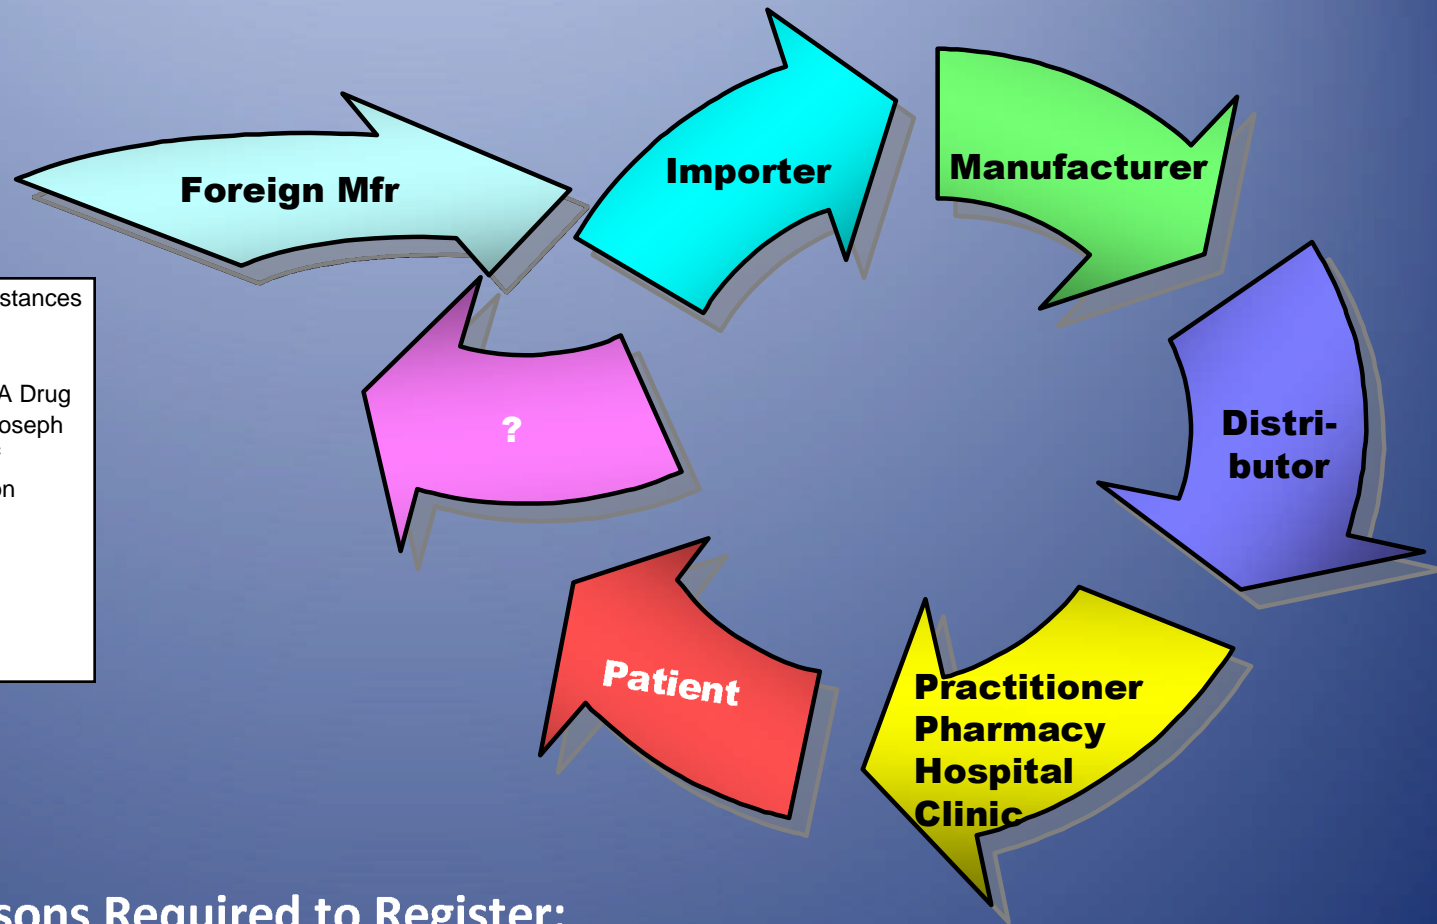 Foreign Mfr
Importer
Manufacturer
stances
A Drug
oseph
on
?
Distri-
butor
Patient
Practitioner
Pharmacy
Hospital
Clinic
sons Required to Register: